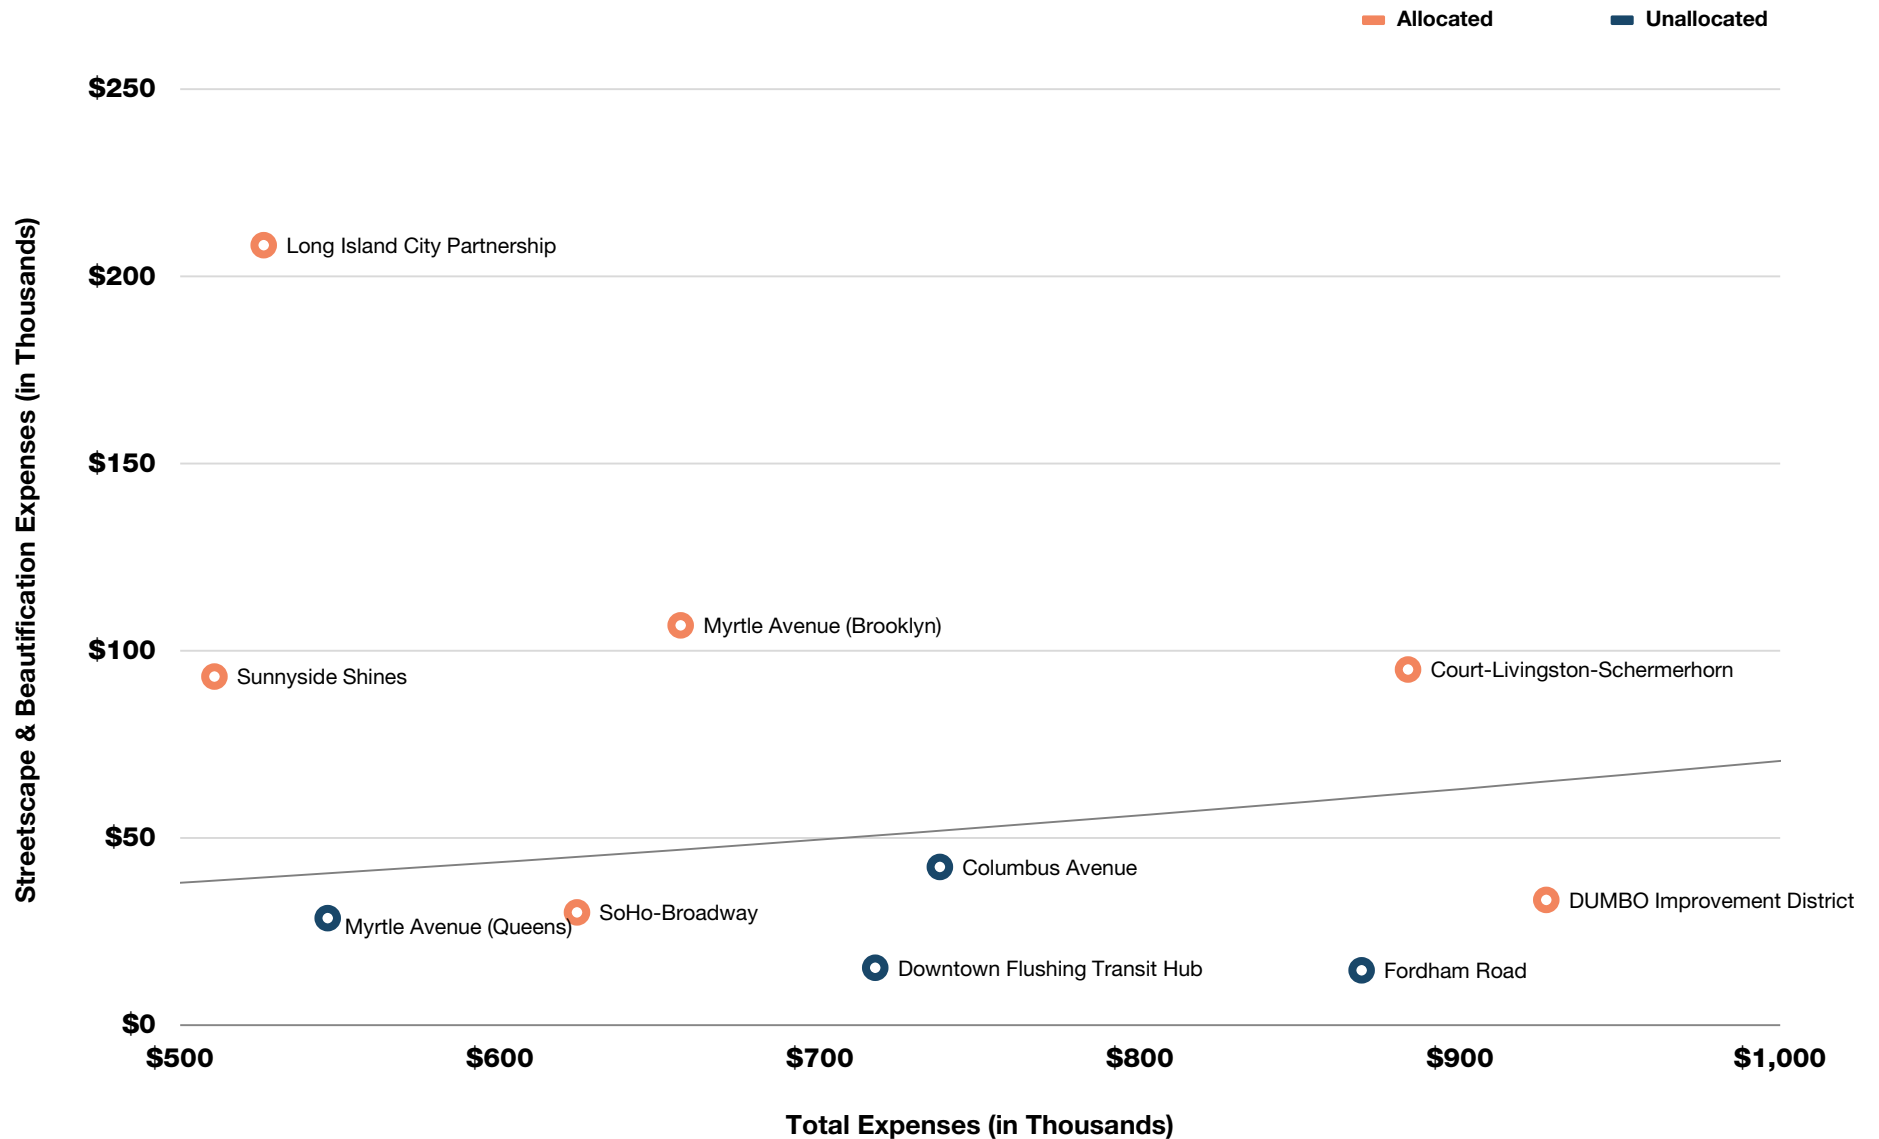 Allocated
Unallocated
$250
Long Island City Partnership
$200
$150
Myrtle Avenue (Brooklyn)
$100
Court-Livingston-Schermerhorn
Sunnyside Shines
$50
Columbus Avenue
DUMBO Improvement District
SoHo-Broadway
Myrtle Avenue (Queens)
Downtown Flushing Transit Hub
Fordham Road
$0
$500
$600
$700
$800
$900
$1,000
Total Expenses (in Thousands)
Streetscape & Beautification Expenses (in Thousands)